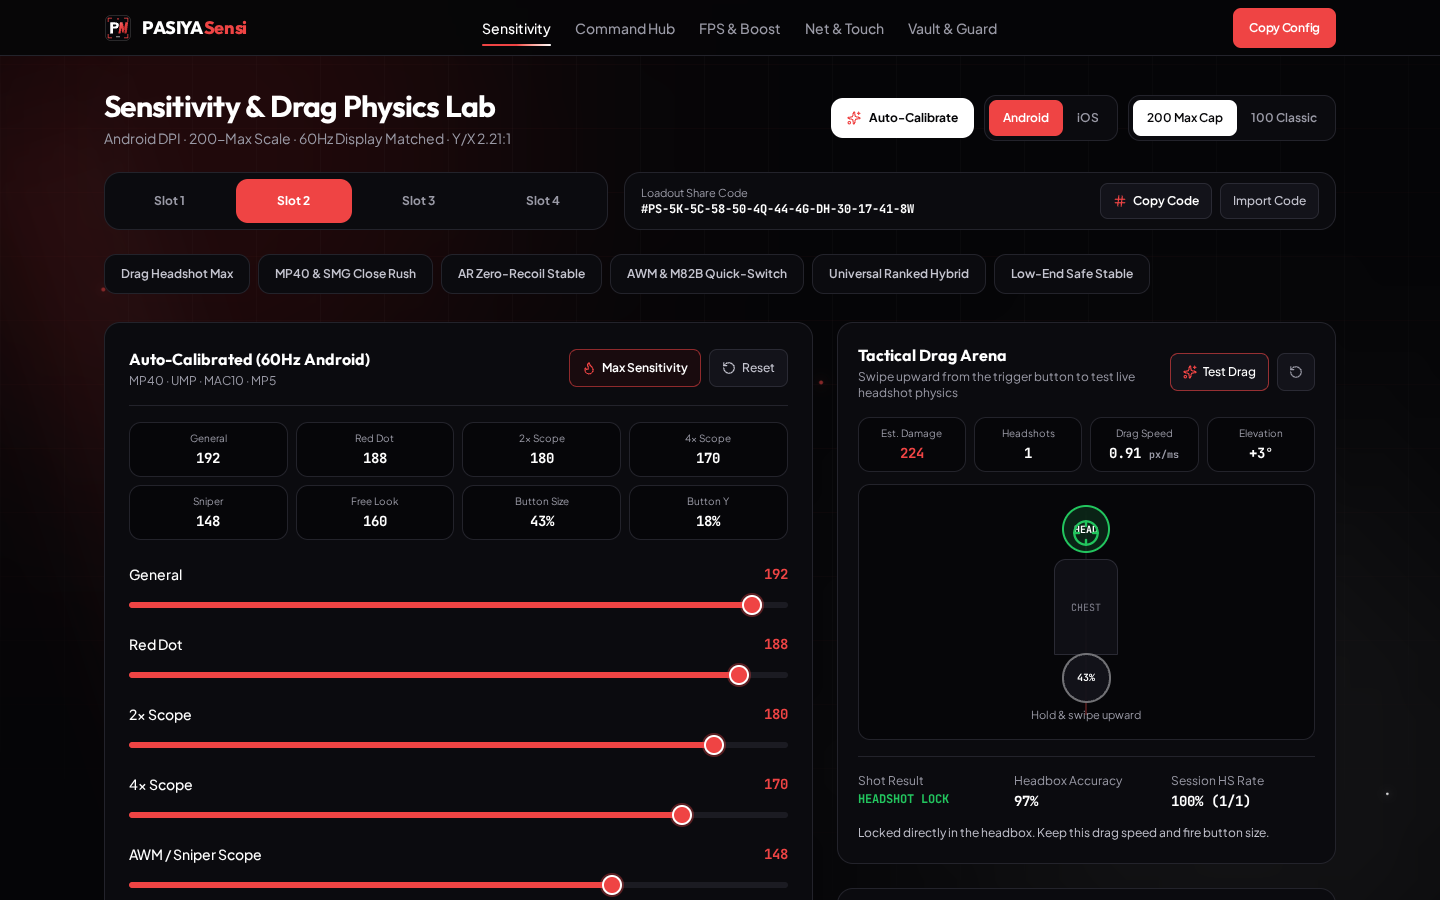 PM PASIYA Sensi
Sensitivity
Command Hub
FPS & Boost
Net & Touch
Vault & Guard
Copy Config
Sensitivity & Drag Physics Lab
Android DPI · 200-Max Scale · 60Hz Display Matched · Y/X 2.21:1
Auto-Calibrate
Android
iOS
200 Max Cap
100 Classic
Slot 1
Slot 2
Slot 3
Slot 4
Loadout Share Code
#PS-5K-5C-58-50-4Q-44-4G-DH-30-17-41-8W
Copy Code
Import Code
Drag Headshot Max
MP40 & SMG Close Rush
AR Zero-Recoil Stable
AWM & M82B Quick-Switch
Universal Ranked Hybrid
Low-End Safe Stable
Auto-Calibrated (60Hz Android)
MP40 · UMP · MAC10 · MP5
Max Sensitivity
Reset
General
192
Red Dot
188
2x Scope
180
4x Scope
170
Sniper
148
Free Look
160
Button Size
43%
Button Y
18%
General
192
Red Dot
188
2x Scope
180
4x Scope
170
AWM / Sniper Scope
148
Tactical Drag Arena
Swipe upward from the trigger button to test live
headshot physics
Test Drag
Est. Damage
224
Headshots
1
Drag Speed
0.91 px/ms
Elevation
+3°
HEAD
CHEST
43%
Hold & swipe upward
Shot Result
HEADSHOT LOCK
Headbox Accuracy
97%
Session HS Rate
100% (1/1)
Locked directly in the headbox. Keep this drag speed and fire button size.